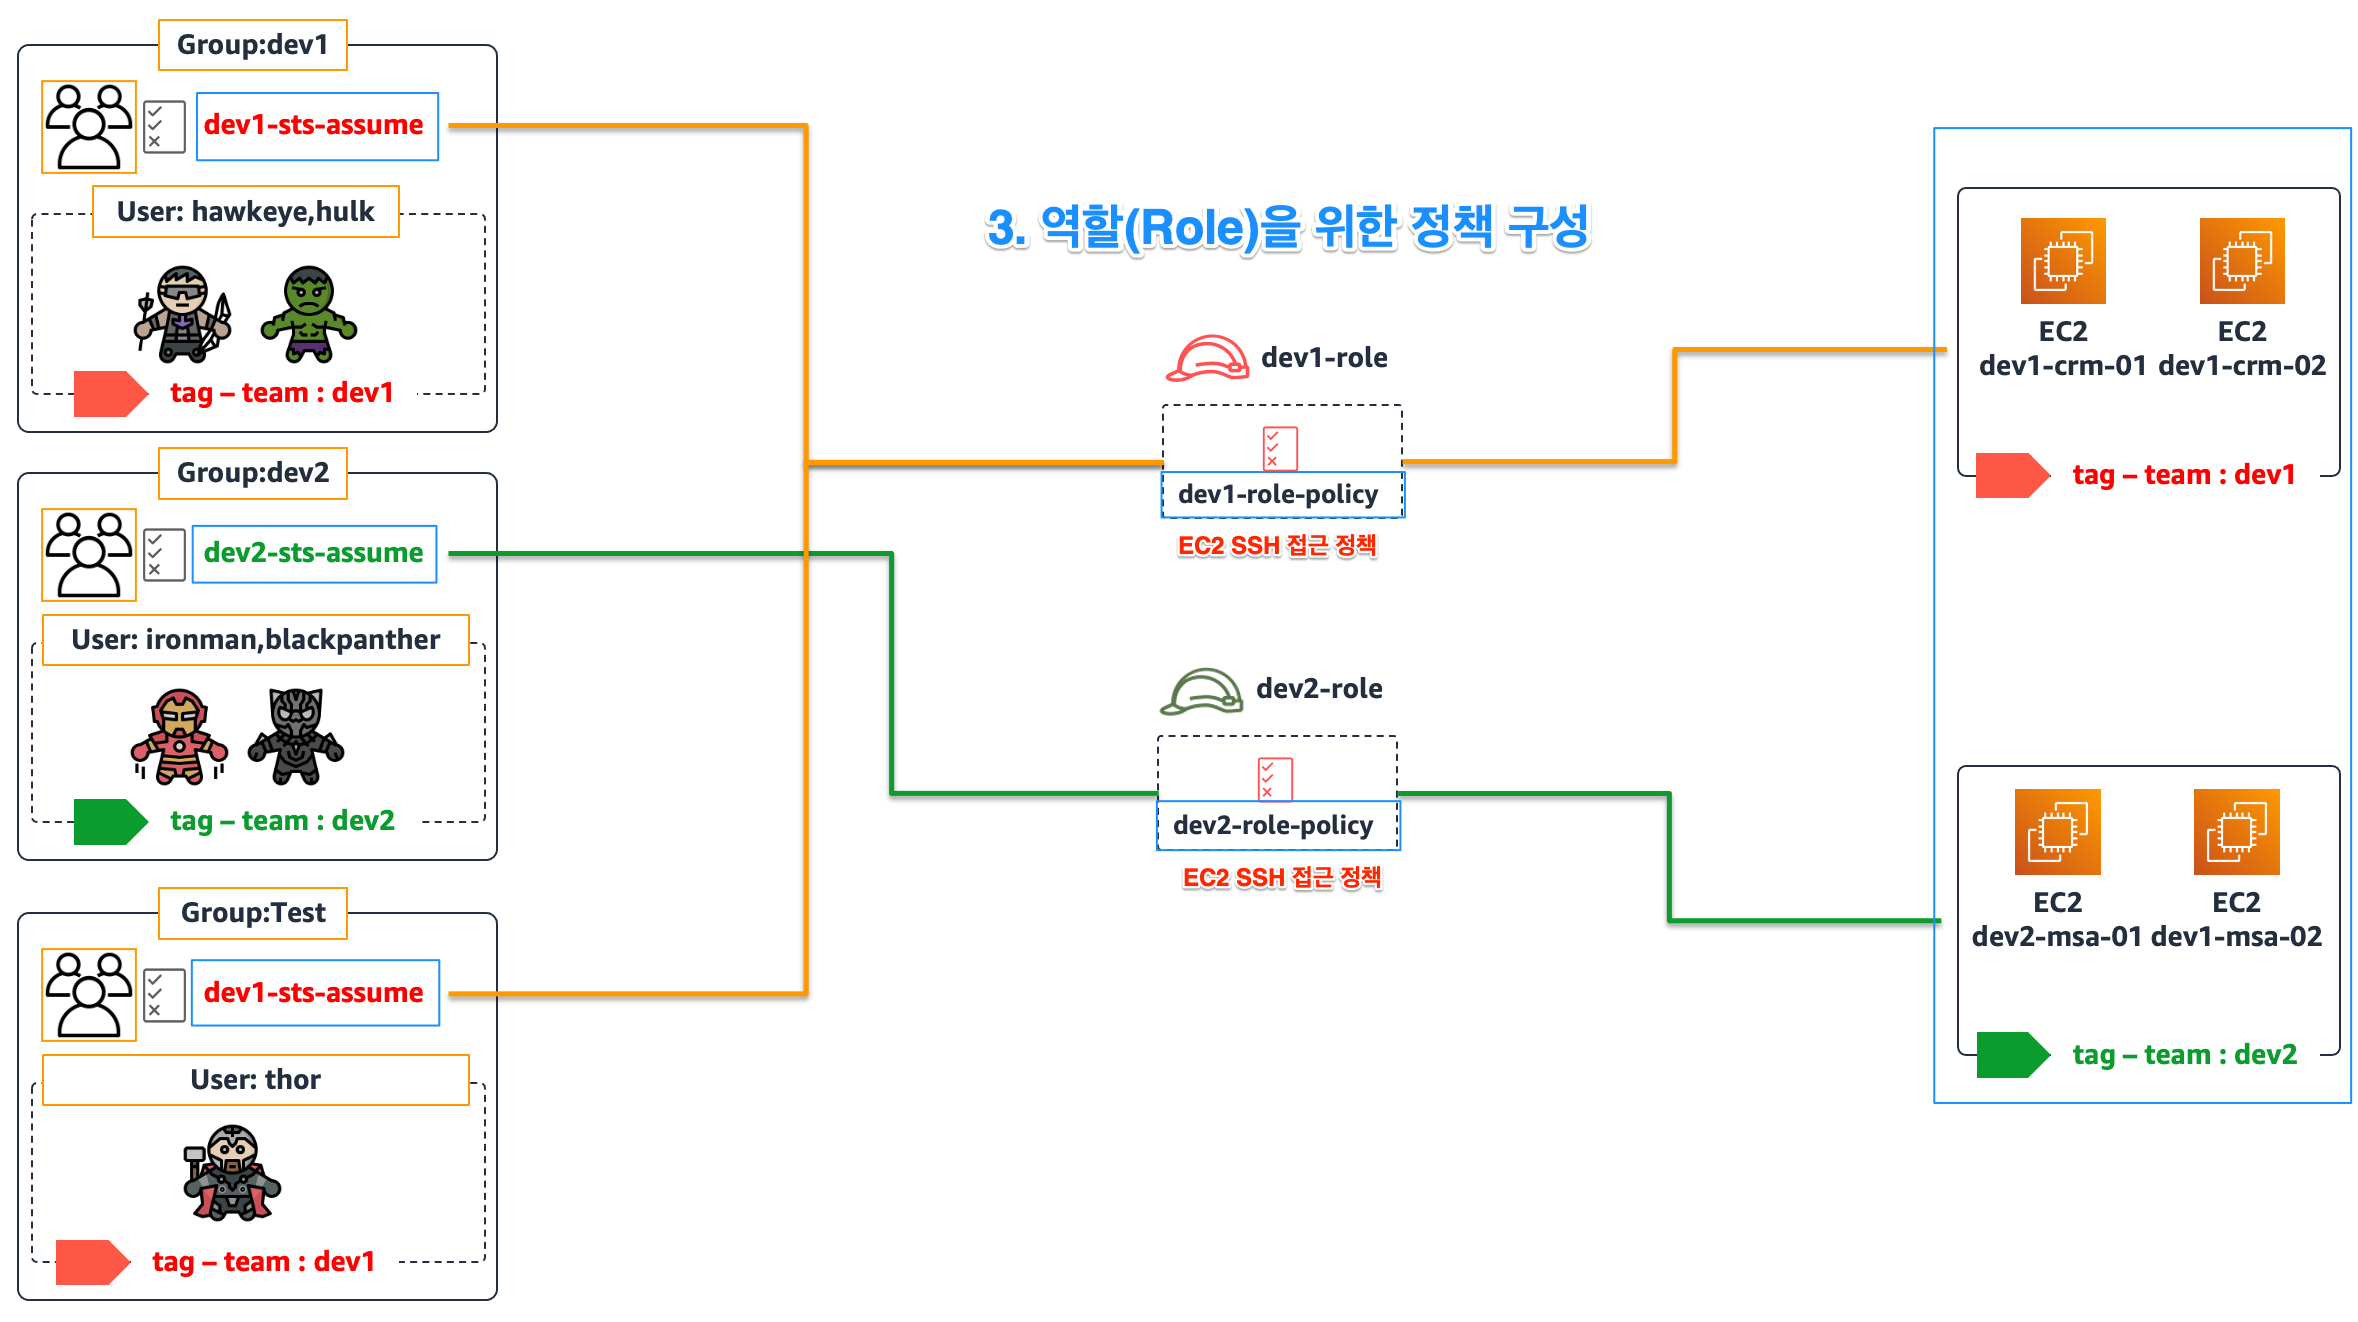 Group:dev1
dev1-sts-assume
User: hawkeye,hulk
tag – team : dev1
Group:dev2
dev2-sts-assume
User: ironman,blackpanther
tag – team : dev2
Group:Test
dev1-sts-assume
User: thor
tag – team : dev1
3. 역할(Role)을 위한 정책 구성
dev1-role
dev1-role-policy
EC2 SSH 접근 정책
dev2-role
dev2-role-policy
EC2 SSH 접근 정책
EC2 EC2
dev1-crm-01 dev1-crm-02
tag – team : dev1
EC2 EC2
dev2-msa-01 dev1-msa-02
tag – team : dev2